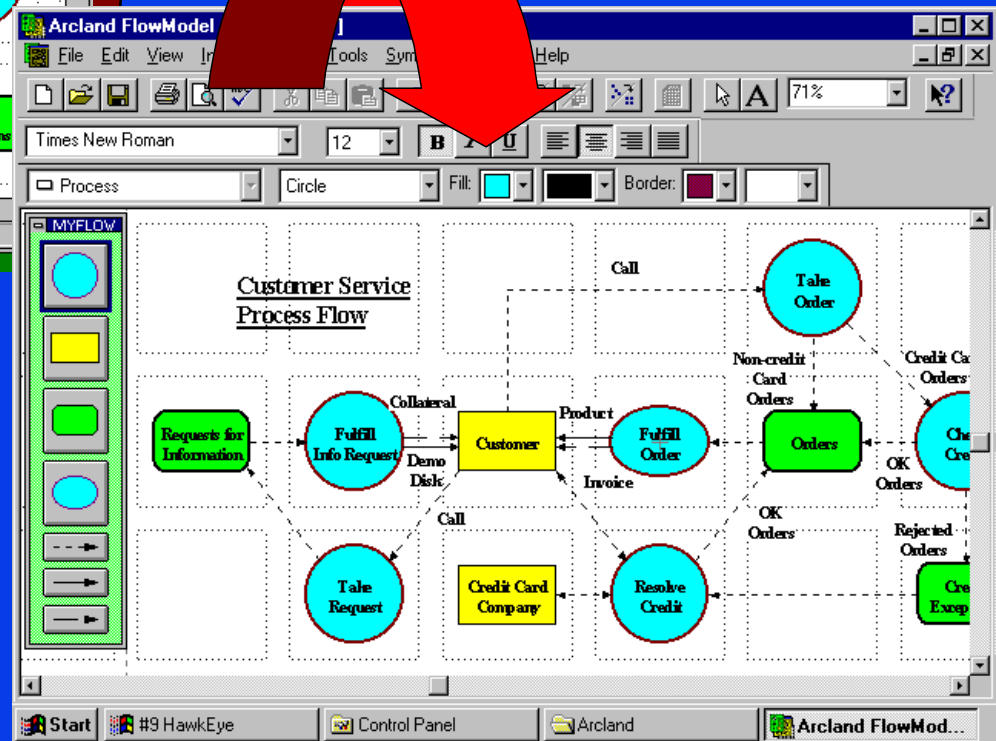 Arcland FlowModel ]
File Edit View Tools Help
71%
Times New Roman 12 B U
Process Circle Fill: Border:
MYFLOW
Customer Service
Process Flow
Call
Take
Order
Non-credit
Card
Orders
Orders
Collateral
Product
Requests for
Information
Fulfill
Info Request
Customer
Fulfill
Order
Orders
Demo
Disk
Invoice
OK
Orders
Call
OK
Orders
Rejected
Orders
Take
Request
Credit Card
Company
Resolve
Credit
Start #9 HawkEye Control Panel Arcland Arcland FlowMod...